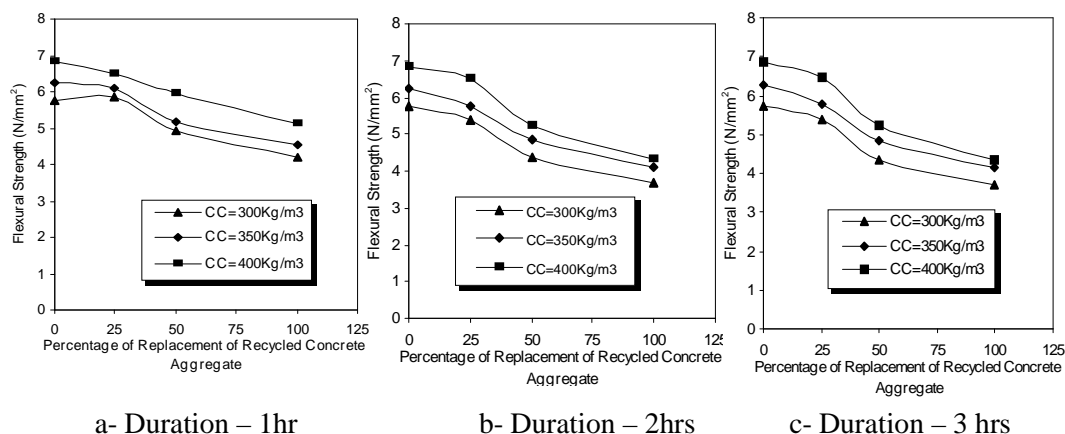 Flexural Strength (N/mm²)
8
7
6
5
4
3
2
1
0
CC=300Kg/m3
CC=350Kg/m3
CC=400Kg/m3
0 25 50 75 100 125
Percentage of Replacement of Recycled Concrete
Aggregate
a- Duration – 1hr
Flexural Strength (N/mm²)
8
7
6
5
4
3
2
1
0
CC=300Kg/m3
CC=350Kg/m3
CC=400Kg/m3
0 25 50 75 100 125
Percentage of Replacement of Recycled Concrete
Aggregate
b- Duration – 2hrs
Flexural Strength (N/mm²)
8
7
6
5
4
3
2
1
0
CC=300Kg/m3
CC=350Kg/m3
CC=400Kg/m3
0 25 50 75 100 125
Percentage of Replacement of Recycled Concrete
Aggregate
c- Duration – 3 hrs